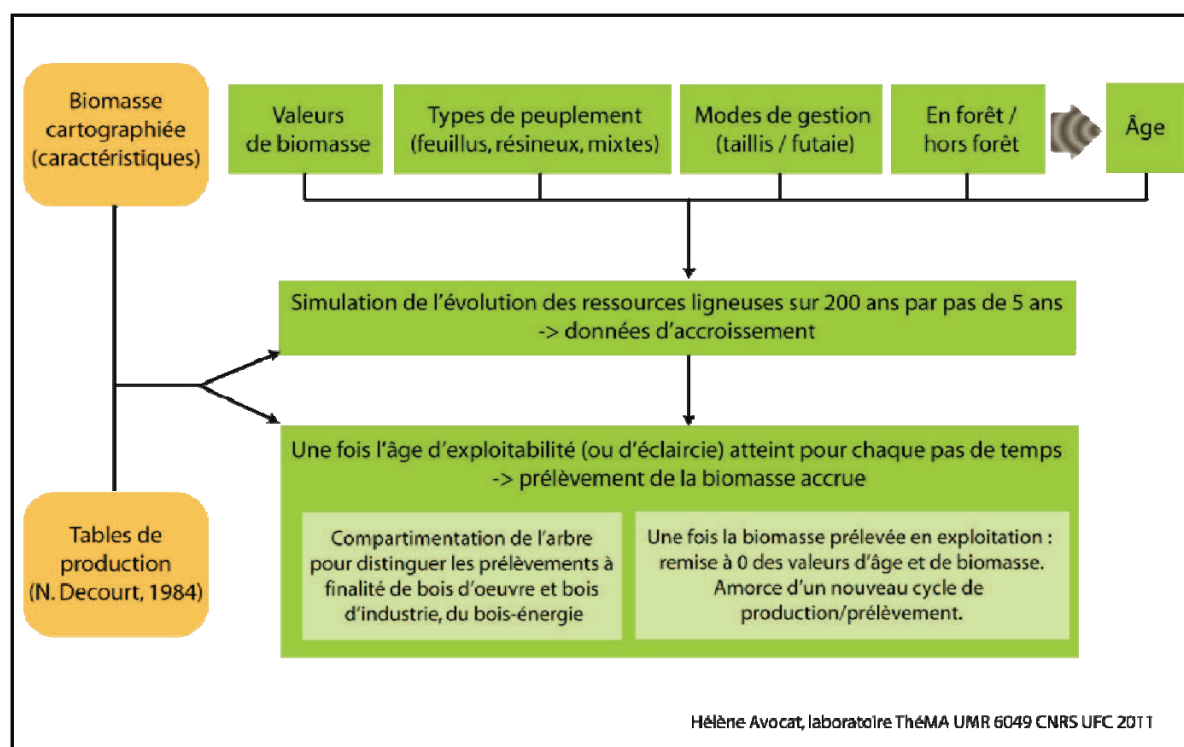 Biomasse
cartographiée
(caractéristiques)
Valeurs
de biomasse
Types de peuplement
(feuillus, résineux, mixtes)
Modes de gestion
(taillis / futaie)
En forêt /
hors forêt
Âge
Simulation de l'évolution des ressources ligneuses sur 200 ans par pas de 5 ans
-> données d'accroissement
Une fois l'âge d'exploitabilité (ou d'éclaircie) atteint pour chaque pas de temps
-> prélèvement de la biomasse accrue
Tables de
production
(N. Decourt, 1984)
Compartimentation de l'arbre
pour distinguer les prélèvements à
finalité de bois d'oeuvre et bois
d'industrie, du bois-énergie
Une fois la biomasse prélevée en exploitation :
remise à 0 des valeurs d'âge et de biomasse.
Amorce d'un nouveau cycle de
production/prélèvement.
Hélène Avocat, laboratoire ThéMA UMR 6049 CNRS UFC 2011